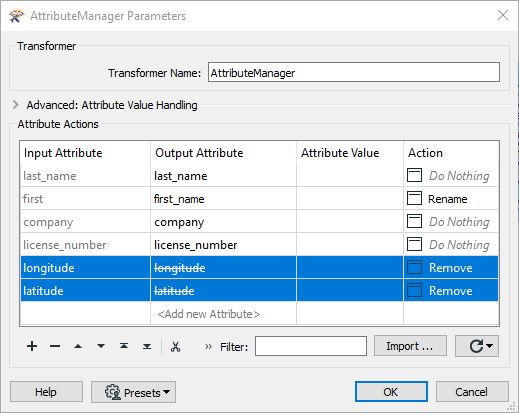 AttributeManager Parameters
Transformer
Transformer Name: AttributeManager
Advanced: Attribute Value Handling
Attribute Actions
Input Attribute Output Attribute Attribute Value Action
last_name last_name Do Nothing
first first_name Rename
company company Do Nothing
license_number license_number Do Nothing
longitude longitude Remove
latitude latitude Remove
<Add new Attribute>
Filter: Import ...
Help Presets OK Cancel